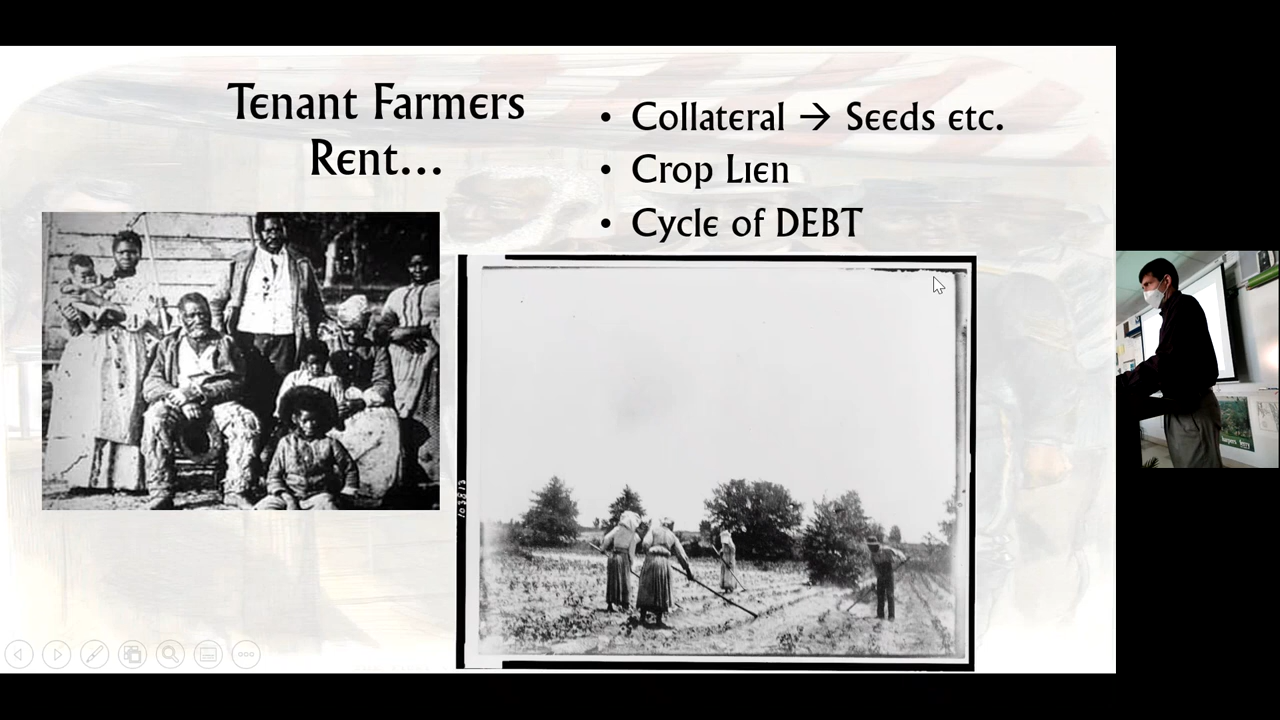 Tenant Farmers
Rent...
• Collateral → Seeds etc.
• Crop Lien
• Cycle of DEBT